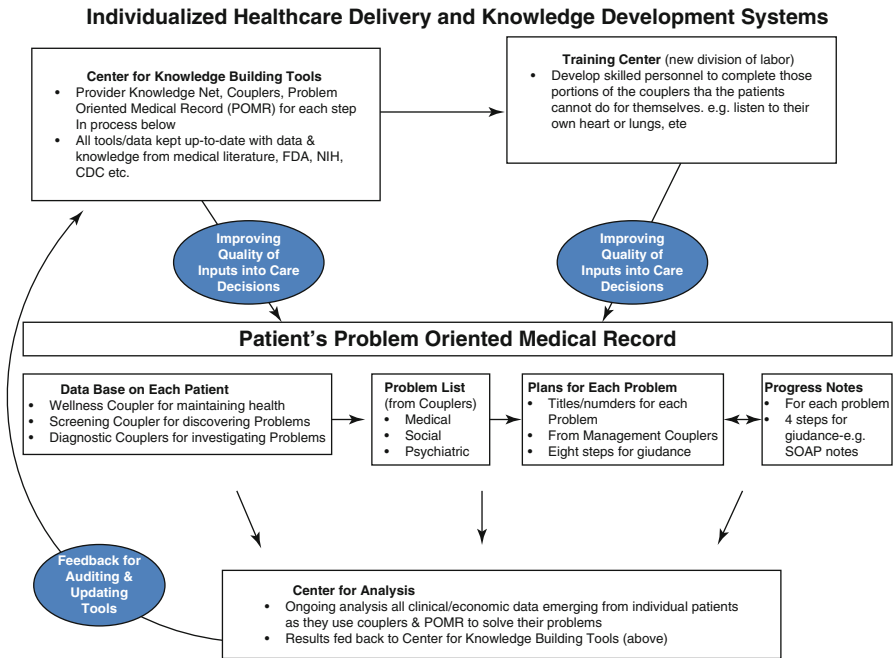 Individualized Healthcare Delivery and Knowledge Development Systems
Center for Knowledge Building Tools
• Provider Knowledge Net, Couplers, Problem
Oriented Medical Record (POMR) for each step
In process below
• All tools/data kept up-to-date with data &
knowledge from medical literature, FDA, NIH,
CDC etc.
Training Center (new division of labor)
• Develop skilled personnel to complete those
portions of the couplers tha the patients
cannot do for themselves. e.g. listen to their
own heart or lungs, ete
Improving
Quality of
Inputs into Care
Decisions
Improving
Quality of
Inputs into Care
Decisions
Patient's Problem Oriented Medical Record
Data Base on Each Patient
• Wellness Coupler for maintaining health
• Screening Coupler for discovering Problems
• Diagnostic Couplers for investigating Problems
Problem List
(from Couplers)
• Medical
• Social
• Psychiatric
Plans for Each Problem
• Titles/numders for each
Problem
• From Management Couplers
• Eight steps for giudance
Progress Notes
• For each problem
• 4 steps for
giudance-e.g.
SOAP notes
Feedback for
Auditing &
Updating
Tools
Center for Analysis
• Ongoing analysis all clinical/economic data emerging from individual patients
as they use couplers & POMR to solve their problems
• Results fed back to Center for Knowledge Building Tools (above)